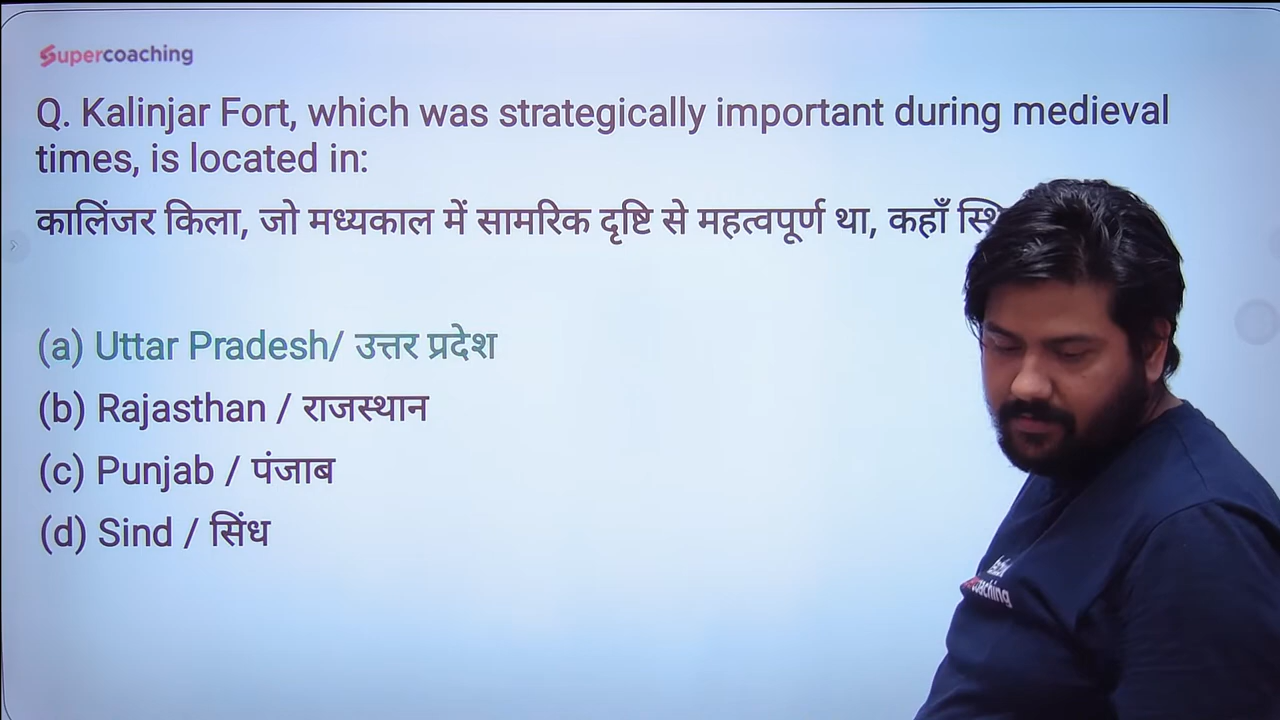 Supercoaching
Q. Kalinjar Fort, which was strategically important during medieval
times, is located in:
कालिंजर किला, जो मध्यकाल में सामरिक दृष्टि से महत्वपूर्ण था, कहाँ
(a) Uttar Pradesh/ उत्तर प्रदेश
(b) Rajasthan / राजस्थान
(c) Punjab / पंजाब
(d) Sind / सिंध